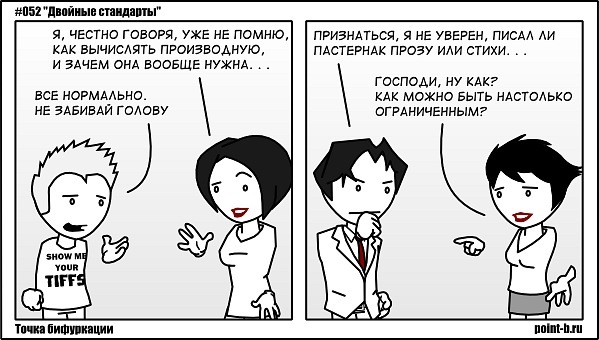 #052 "Двойные стандарты"
Я, ЧЕСТНО ГОВОРЯ, УЖЕ НЕ ПОМНЮ,
КАК ВЫЧИСЛЯТЬ ПРОИЗВОДНУЮ,
И ЗАЧЕМ ОНА ВООБЩЕ НУЖНА. . .
ВСЕ НОРМАЛЬНО.
НЕ ЗАБИВАЙ ГОЛОВУ
SHOW ME
YOUR
TIFFS
ПРИЗНАТЬСЯ, Я НЕ УВЕРЕН, ПИСАЛ ЛИ
ПАСТЕРНАК ПРОЗУ ИЛИ СТИХИ. . .
ГОСПОДИ, НУ КАК?
КАК МОЖНО БЫТЬ НАСТОЛЬКО
ОГРАНИЧЕННЫМ?
Точка бифуркации
point-b.ru